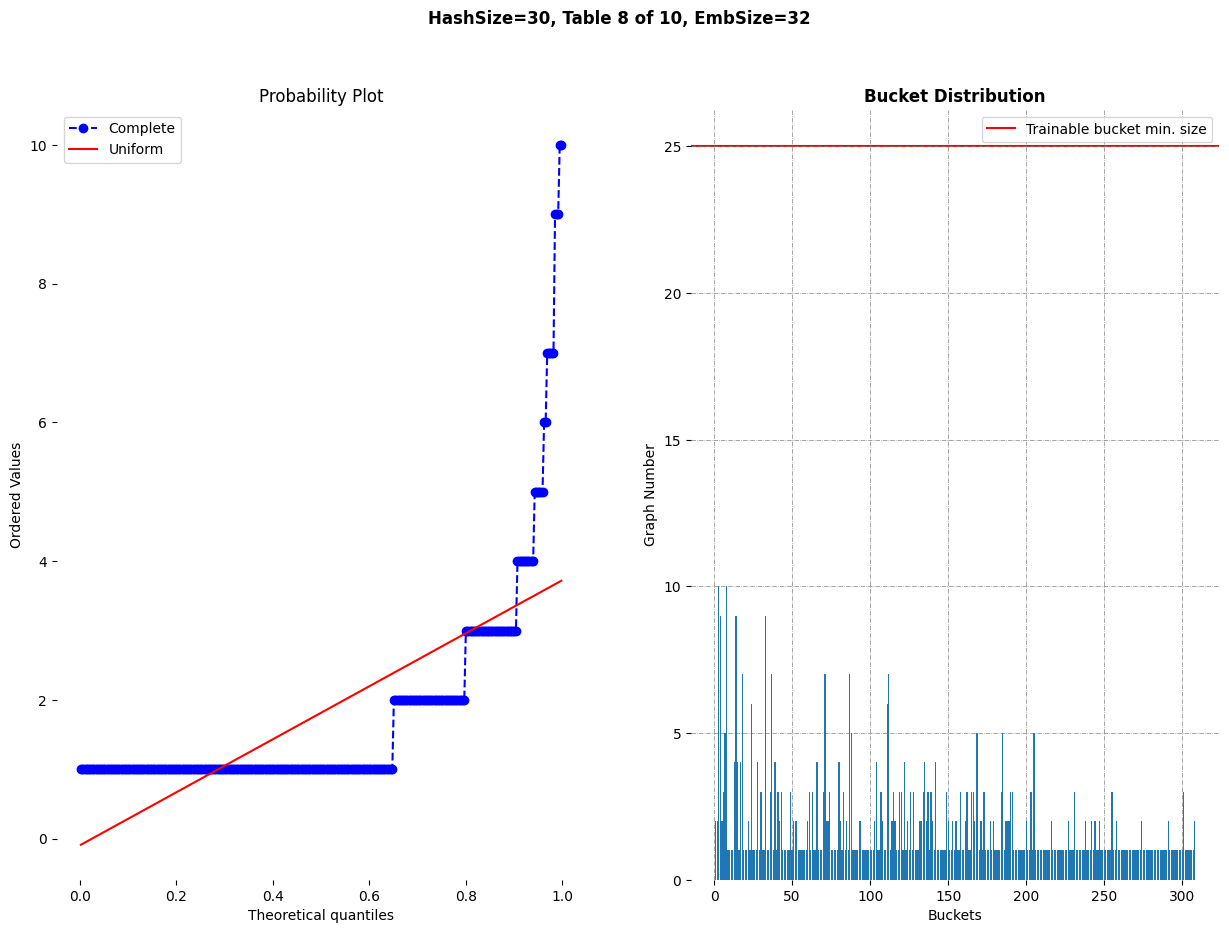 HashSize=30, Table 8 of 10, EmbSize=32
Probability Plot
Complete
Uniform
10
8
6
4
2
0
Ordered Values
0.0 0.2 0.4 0.6 0.8 1.0
Theoretical quantiles
Bucket Distribution
Trainable bucket min. size
25
20
15
10
5
0
Graph Number
0 50 100 150 200 250 300
Buckets